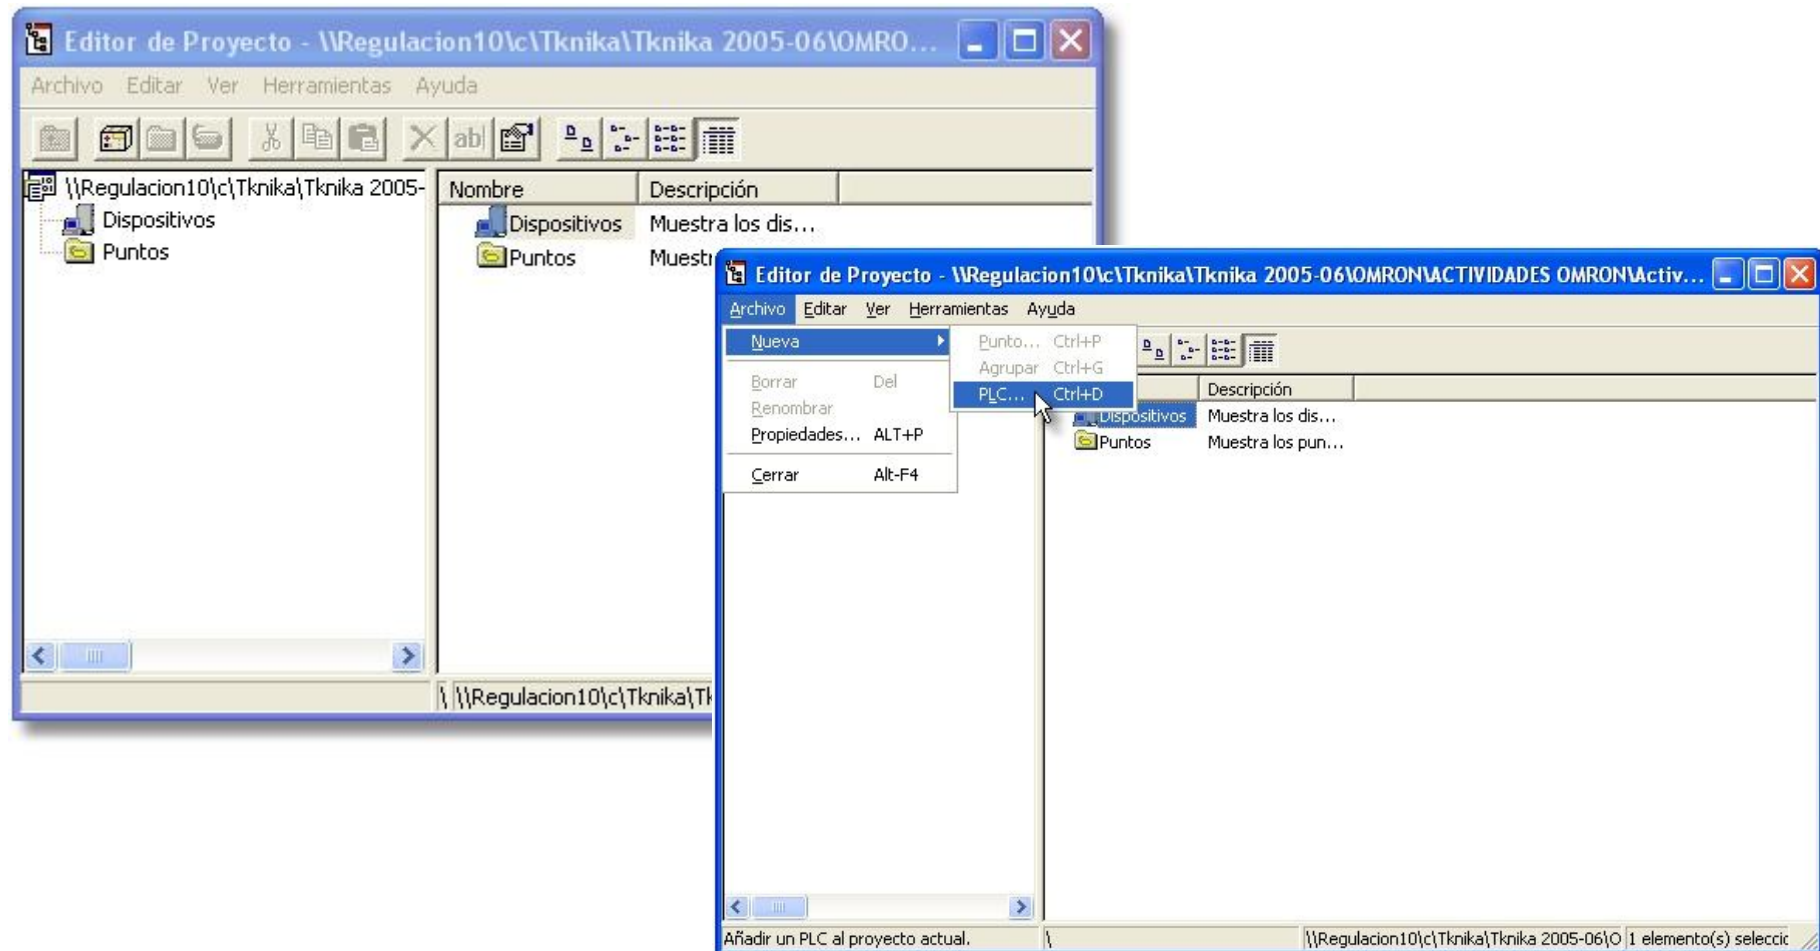 Editor de Proyecto - \\Regulacion10\c\Tknika\Tknika 2005-06\OMRO...
Archivo Editar Ver Herramientas Ayuda
ab
\\Regulacion10\c\Tknika\Tknika 2005-
Dispositivos
Puntos
Nombre Descripción
Dispositivos Muestra los dis...
Puntos
\ \\Regulacion10\c\Tknika\Tk
Editor de Proyecto - \\Regulacion10\c\Tknika\Tknika 2005-06\OMRON\ACTIVIDADES OMRON\Activ...
Archivo Editar Ver Herramientas Ayuda
Nueva
Borrar Del
Renombrar
Propiedades... ALT+P
Cerrar Alt-F4
Punto... Ctrl+P
Agrupar Ctrl+G
PLC... Ctrl+D
Descripción
Dispositivos Muestra los dis...
Puntos Muestra los pun...
Añadir un PLC al proyecto actual. \ \\Regulacion10\c\Tknika\Tknika 2005-06\O 1 elemento(s) selecc